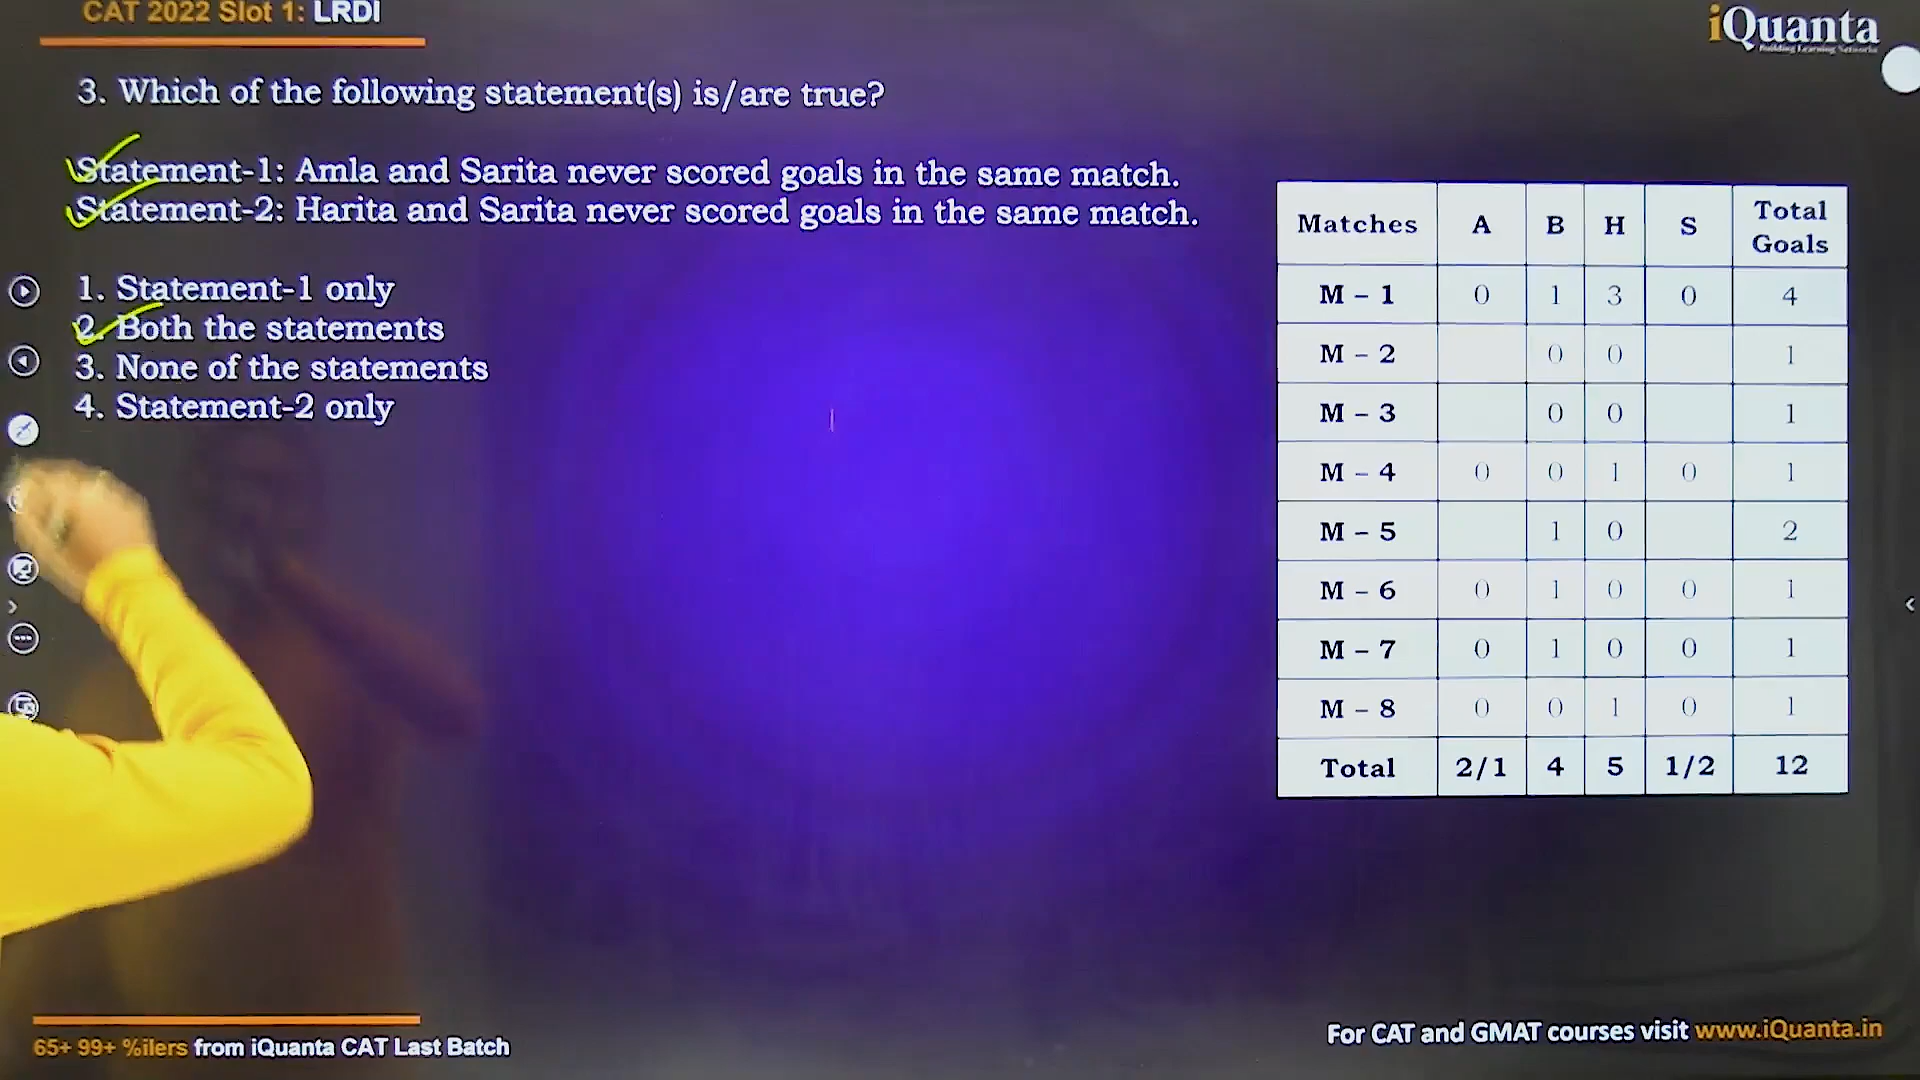 CAT 2022 Slot 1: LRDI
iQuanta
Building Learning Networks
3. Which of the following statement(s) is/are true?
Statement-1: Amla and Sarita never scored goals in the same match.
Statement-2: Harita and Sarita never scored goals in the same match.
1. Statement-1 only
2. Both the statements
3. None of the statements
4. Statement-2 only
Matches A B H S Total Goals
M - 1 0 1 3 0 4
M - 2 0 0 1
M - 3 0 0 1
M - 4 0 0 1 0 1
M - 5 1 0 2
M - 6 0 1 0 0 1
M - 7 0 1 0 0 1
M - 8 0 0 1 0 1
Total 2/1 4 5 1/2 12
65+ 99+ %ilers from iQuanta CAT Last Batch
For CAT and GMAT courses visit www.iQuanta.in